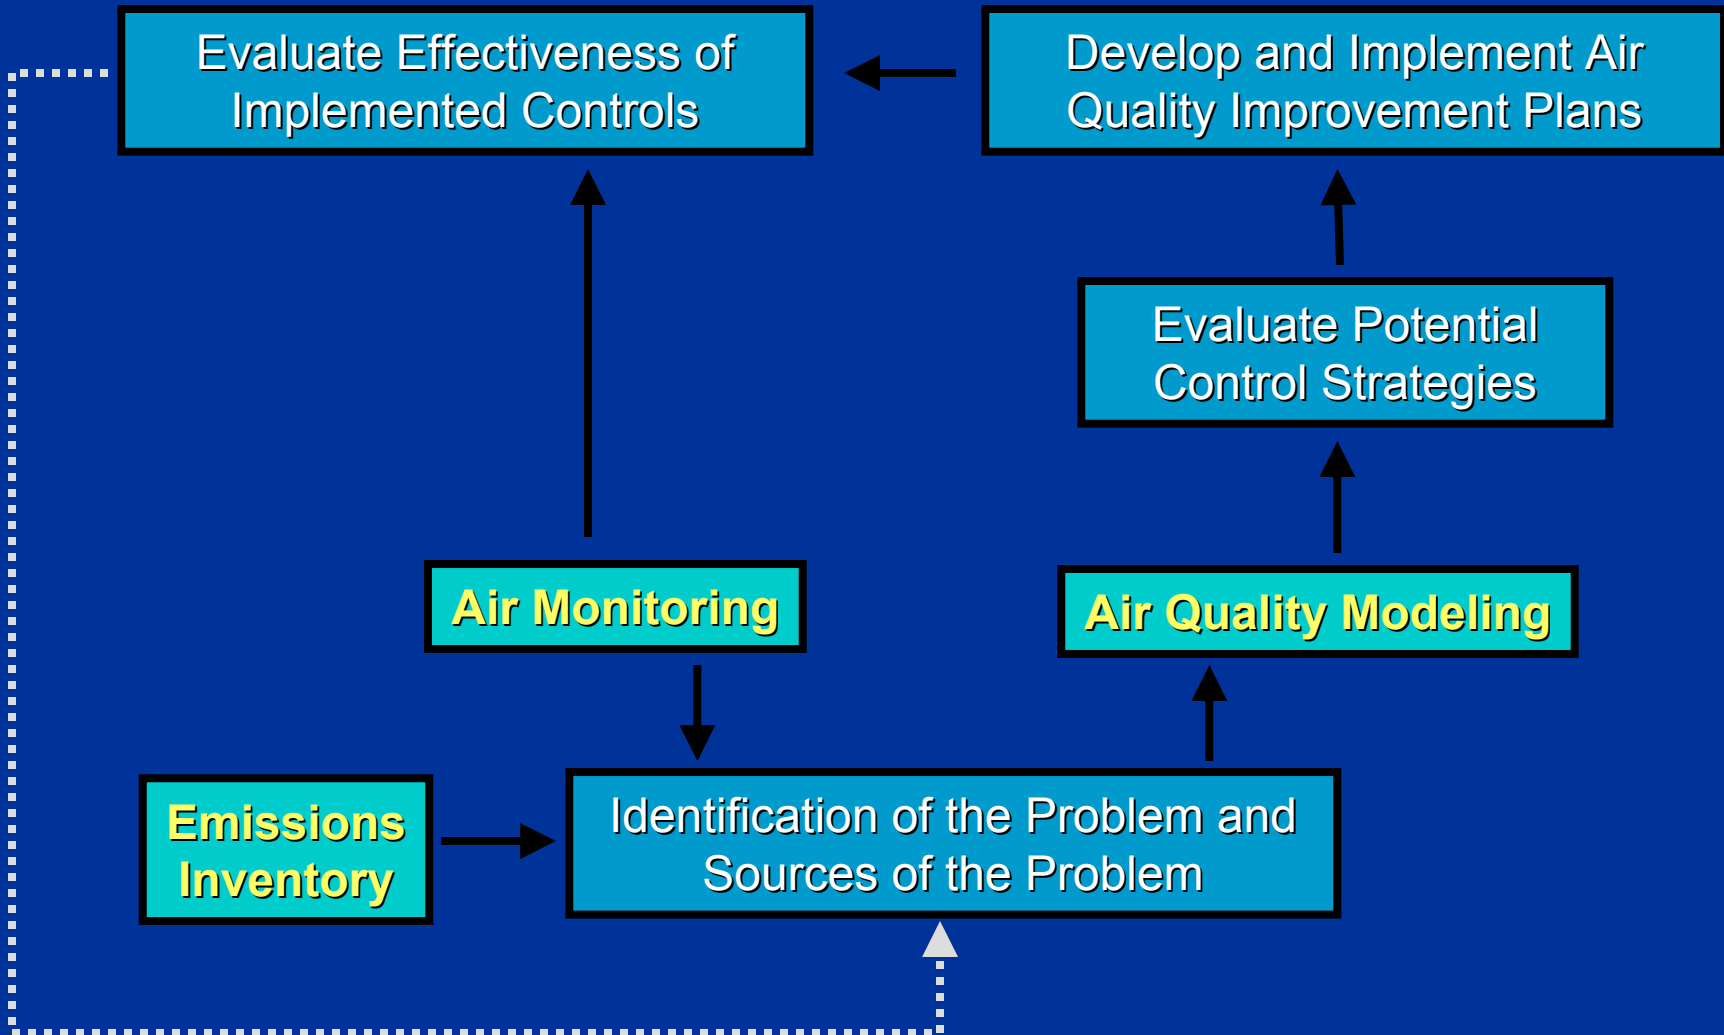 Evaluate Effectiveness of
Implemented Controls
Develop and Implement Air
Quality Improvement Plans
Evaluate Potential
Control Strategies
Air Monitoring
Air Quality Modeling
Emissions
Inventory
Identification of the Problem and
Sources of the Problem